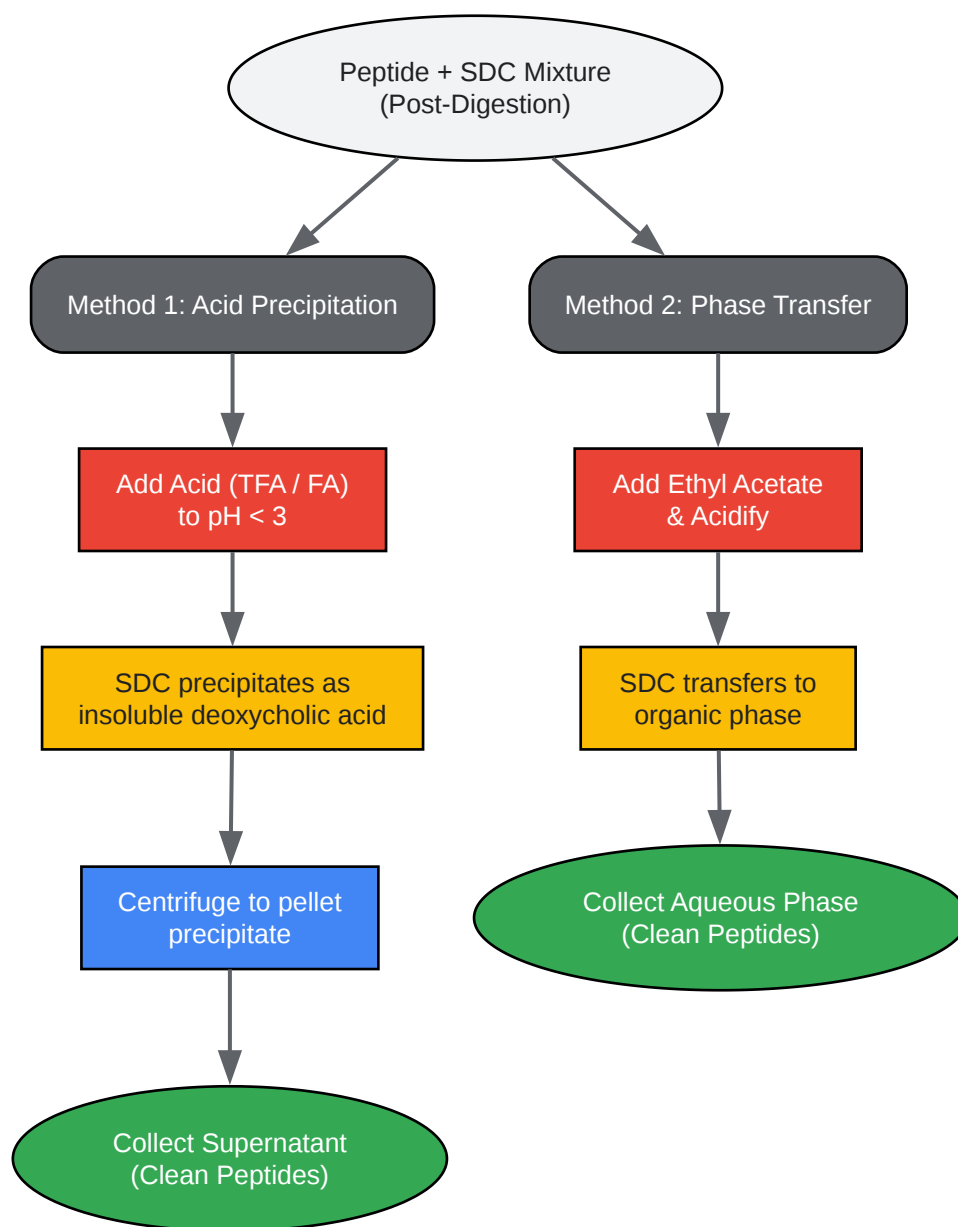 Peptide + SDC Mixture
(Post-Digestion)
Method 1: Acid Precipitation
Method 2: Phase Transfer
Add Acid (TFA / FA)
to pH < 3
Add Ethyl Acetate
& Acidify
SDC precipitates as
insoluble deoxycholic acid
SDC transfers to
organic phase
Centrifuge to pellet
precipitate
Collect Aqueous Phase
(Clean Peptides)
Collect Supernatant
(Clean Peptides)